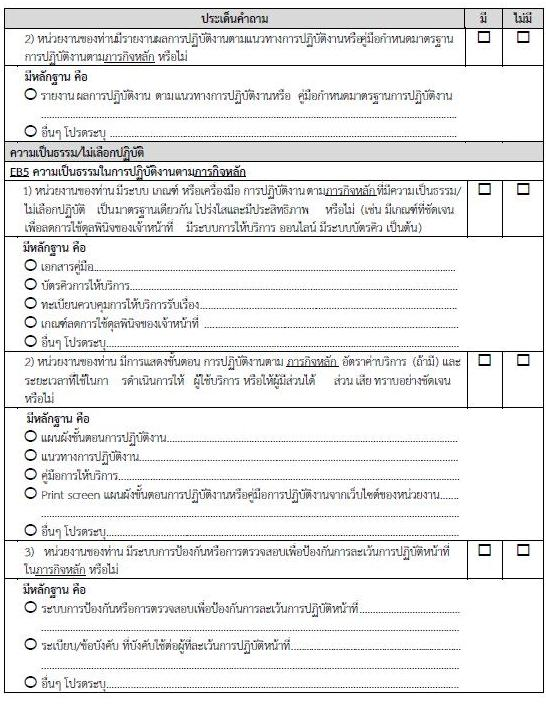 ประเด็นคำถาม มี ไม่มี
2) หน่วยงานของท่านมีรายงานผลการปฏิบัติงานตามแนวทางการปฏิบัติงานหรือคู่มือกำหนดมาตรฐาน
การปฏิบัติงานตามภารกิจหลัก หรือไม่
มีหลักฐาน คือ
รายงาน ผลการปฏิบัติงาน ตามแนวทางการปฏิบัติงานหรือ คู่มือกำหนดมาตรฐานการปฏิบัติงาน
อื่นๆ โปรดระบุ
ความเป็นธรรม/ไม่เลือกปฏิบัติ
EB5 ความเป็นธรรมในการปฏิบัติงานตามภารกิจหลัก
1) หน่วยงานของท่าน มีระบบ เกณฑ์ หรือเครื่องมือ การปฏิบัติงาน ตามภารกิจหลักที่มีความเป็นธรรม/
ไม่เลือกปฏิบัติ เป็นมาตรฐานเดียวกัน โปร่งใสและมีประสิทธิภาพ หรือไม่ (เช่น มีเกณฑ์ที่ชัดเจน
เพื่อลดการใช้ดุลพินิจของเจ้าหน้าที่ มีระบบการให้บริการ ออนไลน์ มีระบบบัตรคิว เป็นต้น)
มีหลักฐาน คือ
เอกสารคู่มือ
บัตรคิวการให้บริการ
ทะเบียนควบคุมการให้บริการรับเรื่อง
เกณฑ์ลดการใช้ดุลพินิจของเจ้าหน้าที่
อื่นๆ โปรดระบุ
2) หน่วยงานของท่าน มีการแสดงขั้นตอน การปฏิบัติงานตาม ภารกิจหลัก อัตราค่าบริการ (ถ้ามี) และ
ระยะเวลาที่ใช้ในกา รดำเนินการให้ ผู้ใช้บริการ หรือให้ผู้มีส่วนได้ ส่วน เสีย ทราบอย่างชัดเจน
หรือไม่
มีหลักฐาน คือ
แผนผังขั้นตอนการปฏิบัติงาน
แนวทางการปฏิบัติงาน
คู่มือการให้บริการ
Print screen แผนผังขั้นตอนการปฏิบัติงานหรือคู่มือการปฏิบัติงานจากเว็บไซต์ของหน่วยงาน
อื่นๆ โปรดระบุ
3) หน่วยงานของท่าน มีระบบการป้องกันหรือการตรวจสอบเพื่อป้องกันการละเว้นการปฏิบัติหน้าที่
ในภารกิจหลัก หรือไม่
มีหลักฐาน คือ
ระบบการป้องกันหรือการตรวจสอบเพื่อป้องกันการละเว้นการปฏิบัติหน้าที่
ระเบียบ/ข้อบังคับ ที่บังคับใช้ต่อผู้ที่ละเว้นการปฏิบัติหน้าที่
อื่นๆ โปรดระบุ